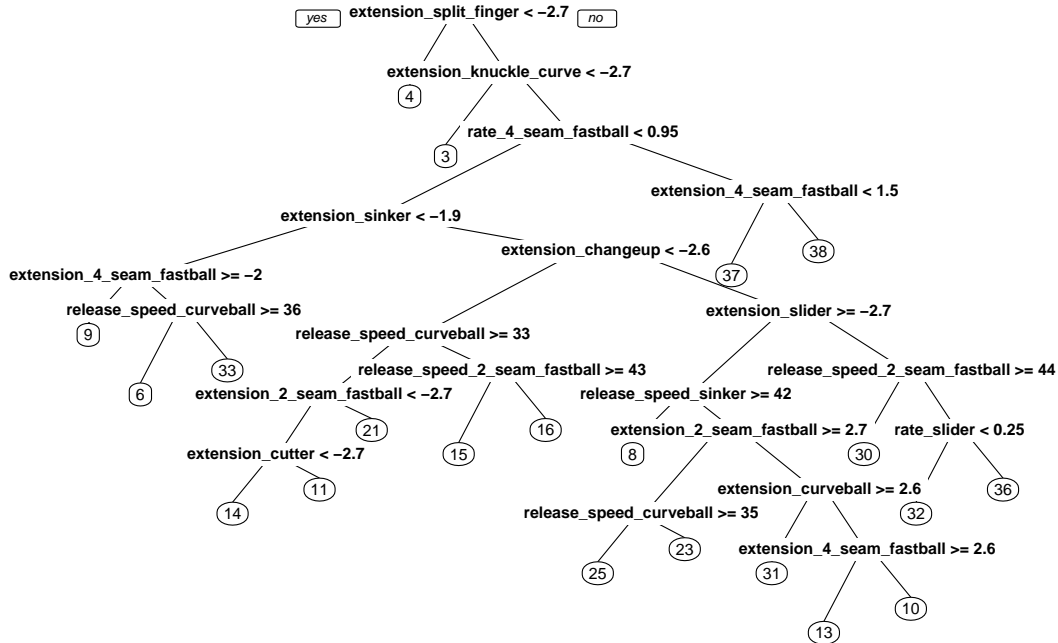 yes extension_split_finger < −2.7 no
extension_knuckle_curve < −2.7
4
rate_4_seam_fastball < 0.95
3
extension_4_seam_fastball < 1.5
extension_sinker < −1.9
extension_changeup < −2.6
38
37
extension_4_seam_fastball >= −2
release_speed_curveball >= 36
extension_slider >= −2.7
9
release_speed_curveball >= 33
33
release_speed_2_seam_fastball >= 43
release_speed_2_seam_fastball >= 44
6
extension_2_seam_fastball < −2.7
release_speed_sinker >= 42
21
16
extension_2_seam_fastball >= 2.7
rate_slider < 0.25
15
8
30
extension_cutter < −2.7
11
extension_curveball >= 2.6
36
14
release_speed_curveball >= 35
32
23
extension_4_seam_fastball >= 2.6
25
31
10
13